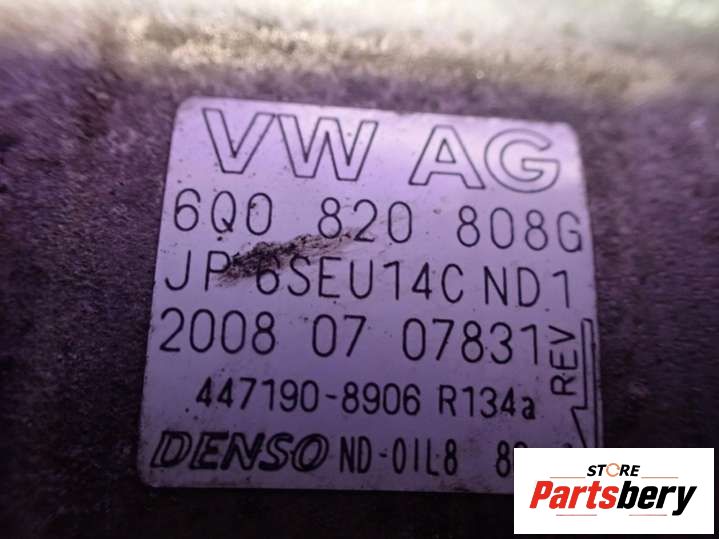 VW AG
6Q0 820 808G
JP 6SEU14C ND1
2008 07 07831
REV
447190-8906 R134a
DENSO ND-OIL8
STORE
Partsbery